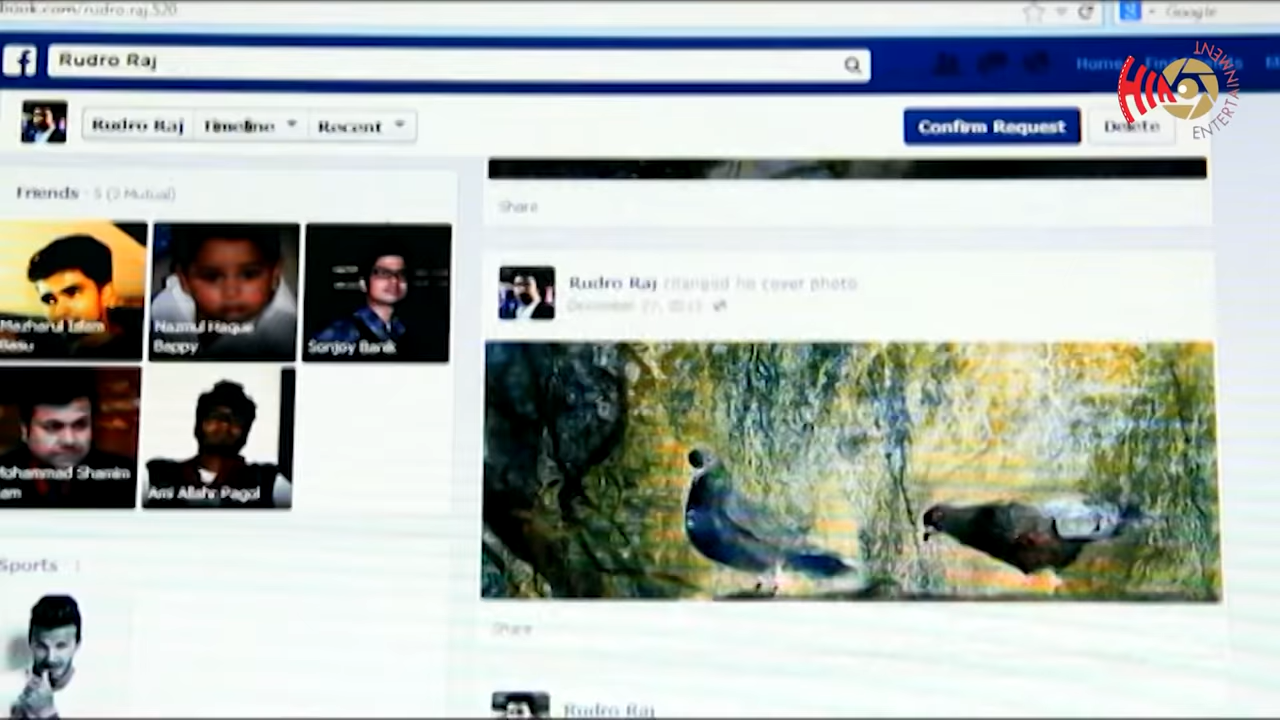 book.com/rudro.raj.520
Google
Rudro Raj
Home
Rudro Raj Timeline Recent
Confirm Request Delete
ENTERTAINMENT
Friends · 5 (2 Mutual)
Share
Mazharul Islam
Basu
Nazmul Haque
Bappy
Sonjoy Banik
Rudro Raj changed his cover photo.
December 27,
Mohammad Shamim
Ami Allahr Pagol
Sports
Share
Rudro Raj